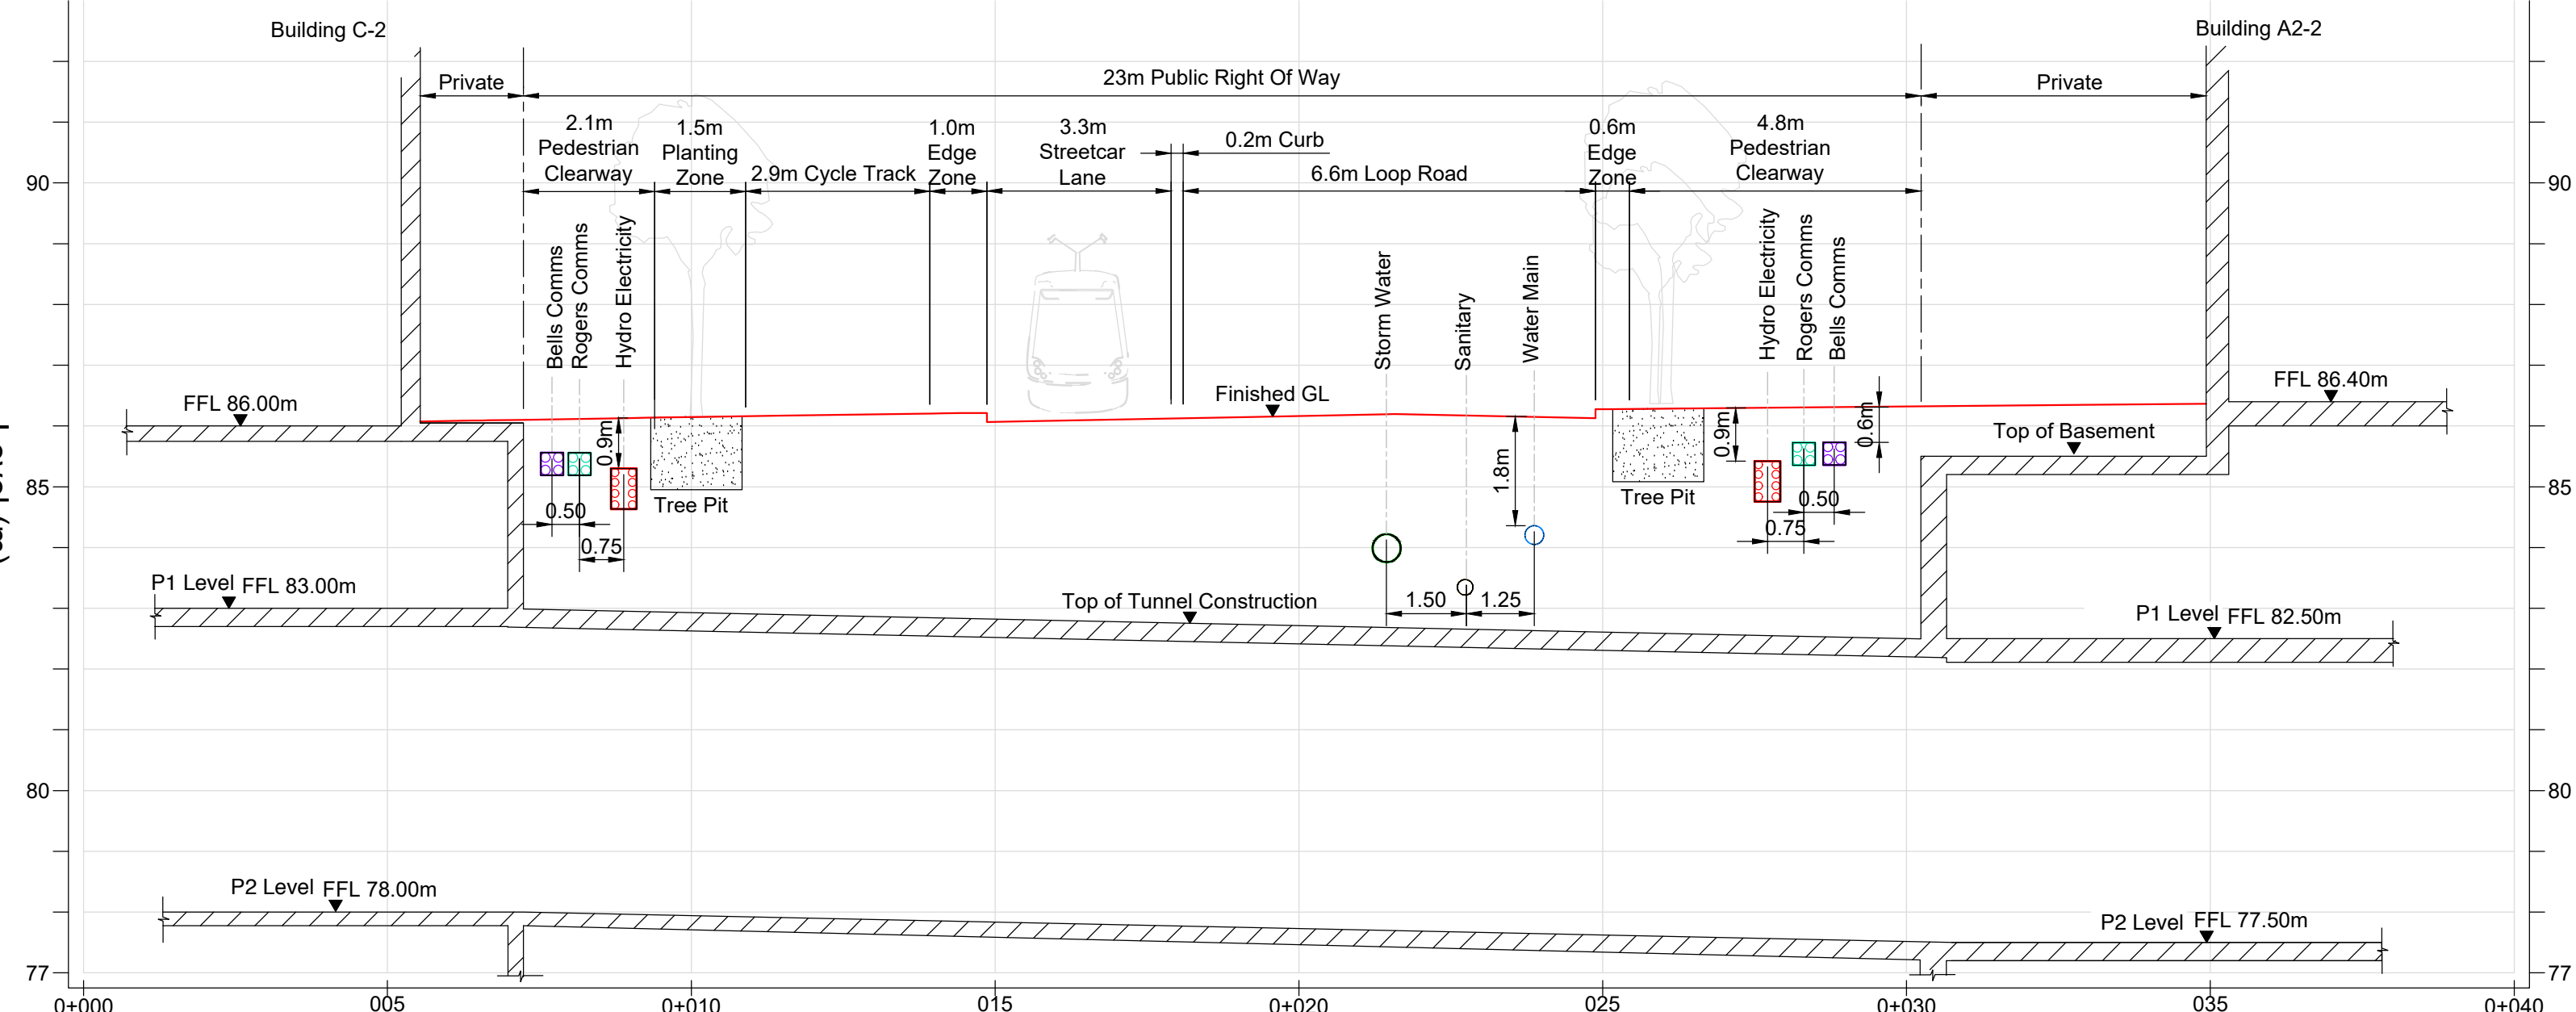 Building C-2
Building A2-2
Private
23m Public Right Of Way
Private
2.1m
Pedestrian
Clearway
1.5m
Planting
Zone
2.9m Cycle Track
1.0m
Edge
Zone
3.3m
Streetcar
Lane
0.2m Curb
6.6m Loop Road
0.6m
Edge
Zone
4.8m
Pedestrian
Clearway
90
90
Bells Comms
Rogers Comms
Hydro Electricity
Storm Water
Sanitary
Water Main
Hydro Electricity
Rogers Comms
Bells Comms
FFL 86.00m
Finished GL
FFL 86.40m
0.9m
0.9m
0.6m
Top of Basement
1.8m
85
85
Tree Pit
Tree Pit
0.50
0.75
0.50
0.75
P1 Level FFL 83.00m
Top of Tunnel Construction
1.50
1.25
P1 Level FFL 82.50m
80
80
P2 Level FFL 78.00m
P2 Level FFL 77.50m
77
77
0+000
005
0+010
015
0+020
025
0+030
035
0+040